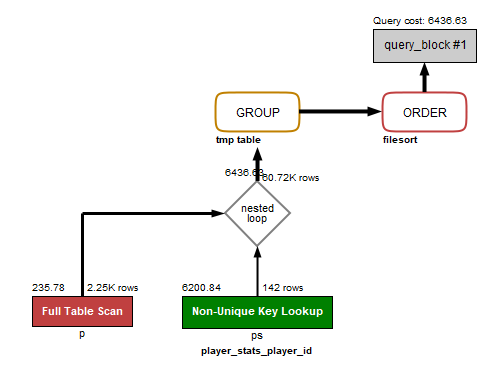 Query cost: 6436.63
query_block #1
GROUP
ORDER
tmp table
filesort
6436.63
60.72K rows
nested
loop
235.78
2.25K rows
6200.84
142 rows
Full Table Scan
Non-Unique Key Lookup
p
ps
player_stats_player_id